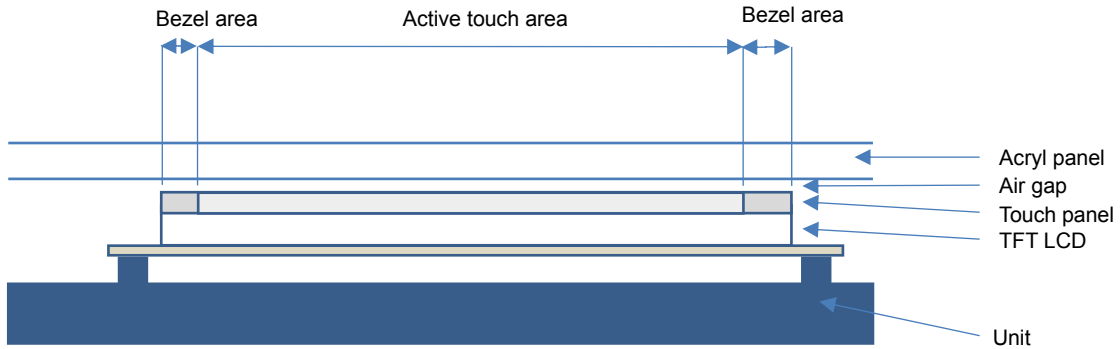 Bezel area
Active touch area
Bezel area
Acryl panel
Air gap
Touch panel
TFT LCD
Unit